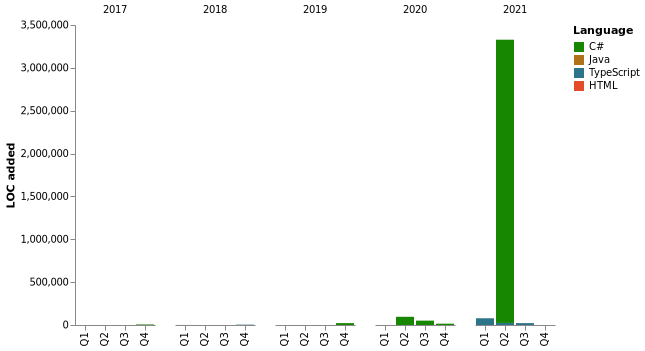 2017 2018 2019 2020 2021
Language
C#
Java
TypeScript
HTML
LOC added
3,500,000
3,000,000
2,500,000
2,000,000
1,500,000
1,000,000
500,000
0
Q1 Q2 Q3 Q4 Q1 Q2 Q3 Q4 Q1 Q2 Q3 Q4 Q1 Q2 Q3 Q4 Q1 Q2 Q3 Q4